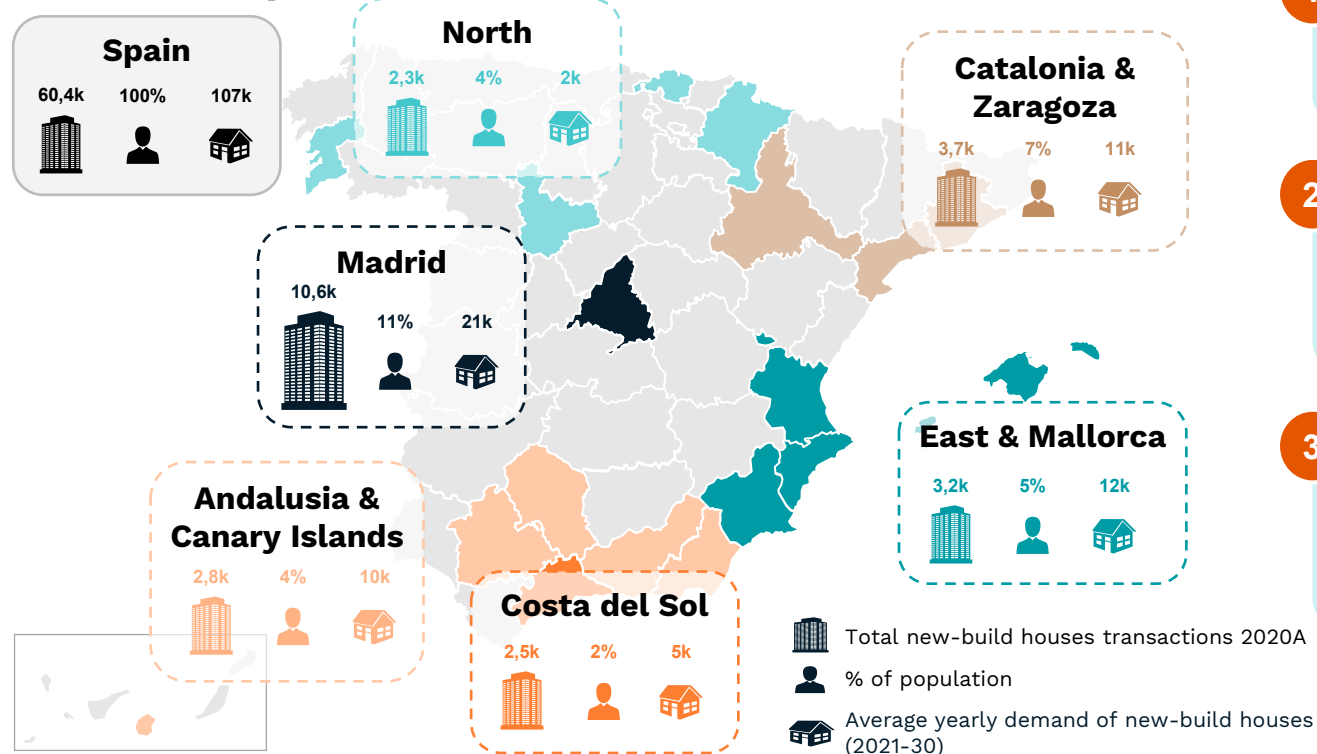 Spain
60,4k 100% 107k
North
2,3k 4% 2k
Catalonia &
Zaragoza
3,7k 7% 11k
Madrid
10,6k
11% 21k
East & Mallorca
3,2k 5% 12k
Andalusia &
Canary Islands
2,8k 4% 10k
Costa del Sol
2,5k 2% 5k
Total new-build houses transactions 2020A
% of population
Average yearly demand of new-build houses
(2021-30)
2
3